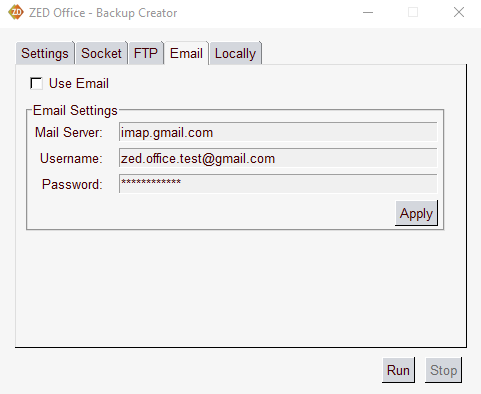 ZED Office - Backup Creator
Settings Socket FTP Email Locally
Use Email
Email Settings
Mail Server: imap.gmail.com
Username: zed.office.test@gmail.com
Password: ************
Apply
Run Stop